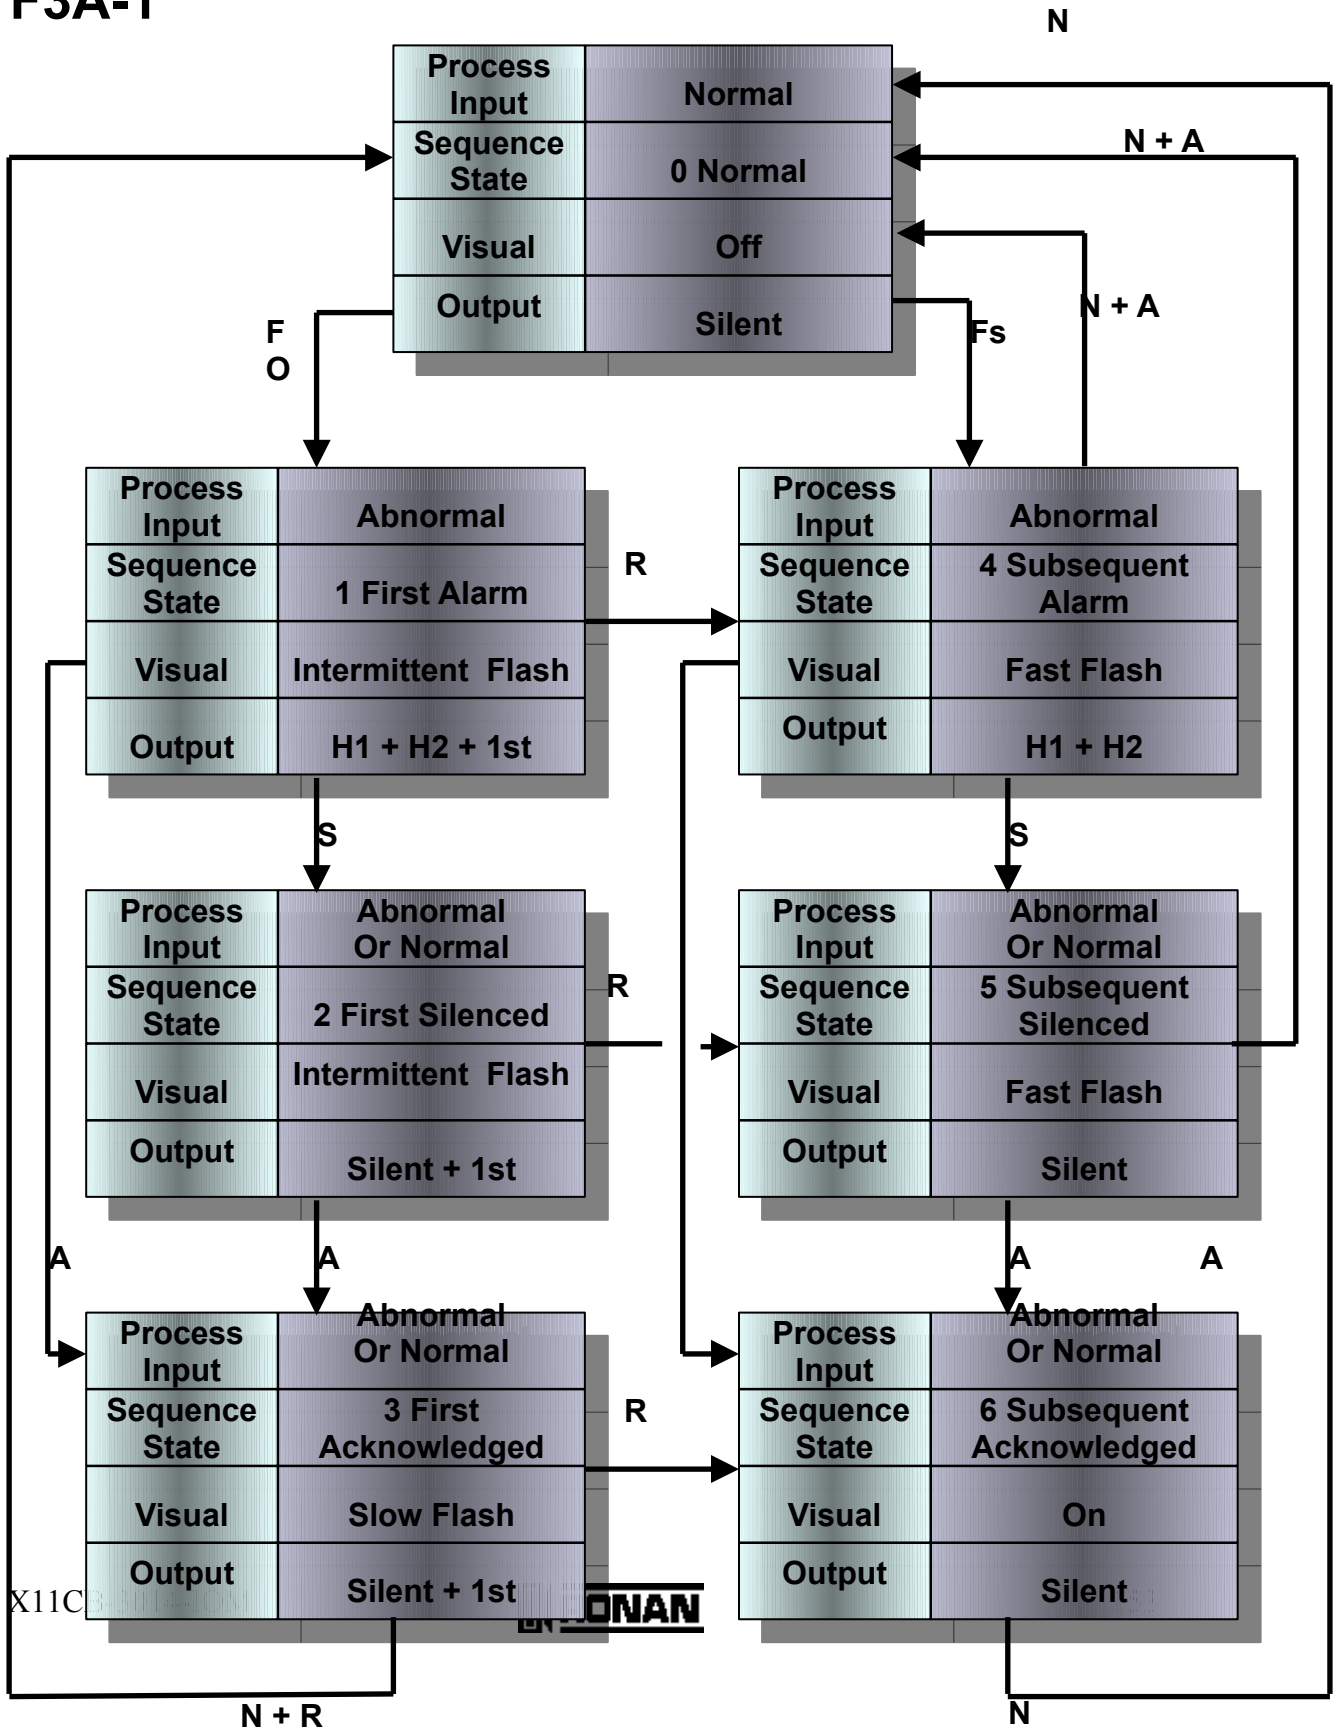 F3A-1
N
Process
Input
Normal
Sequence
State
0 Normal
N + A
Visual
Off
Output
Silent
F
O
Fs
N + A
Process
Input
Abnormal
Sequence
State
1 First Alarm
R
Visual
Intermittent Flash
Output
H1 + H2 + 1st
Process
Input
Abnormal
Sequence
State
4 Subsequent
Alarm
Visual
Fast Flash
Output
H1 + H2
S
S
Process
Input
Abnormal
Or Normal
Sequence
State
2 First Silenced
R
Visual
Intermittent Flash
Output
Silent + 1st
Process
Input
Abnormal
Or Normal
Sequence
State
5 Subsequent
Silenced
Visual
Fast Flash
Output
Silent
A
A
A
A
Process
Input
Abnormal
Or Normal
Sequence
State
3 First
Acknowledged
R
Visual
Slow Flash
Output
Silent + 1st
Process
Input
Abnormal
Or Normal
Sequence
State
6 Subsequent
Acknowledged
Visual
On
Output
Silent
RONAN
N + R
N